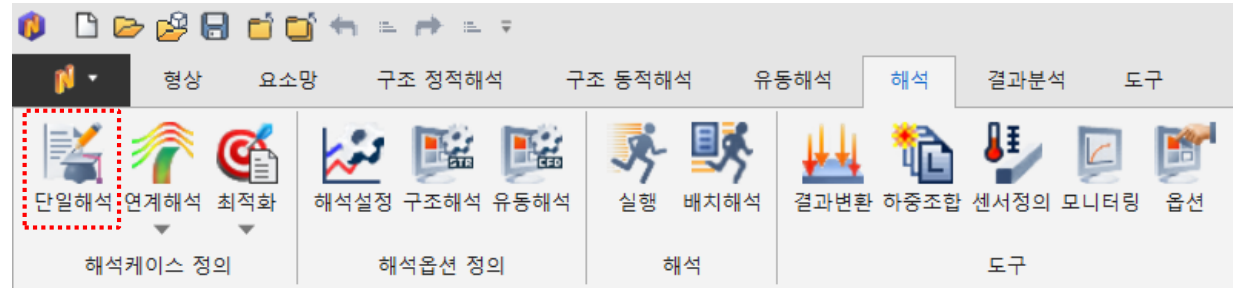 형상 요소망 구조 정적해석 구조 동적해석 유동해석 해석 결과분석 도구
단일해석 연계해석 최적화 해석설정 구조해석 유동해석 실행 배치해석 결과변환 하중조합 센서정의 모니터링 옵션
해석케이스 정의 해석옵션 정의 해석 도구